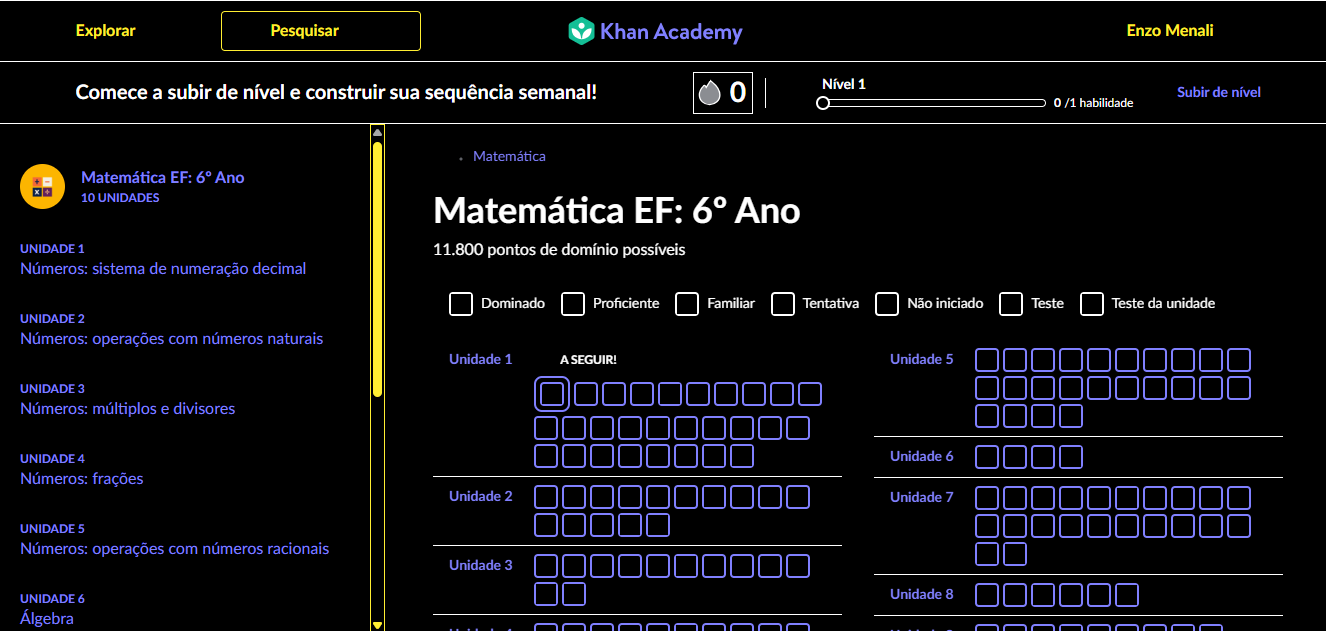 Explorar
Pesquisar
Khan Academy
Enzo Menali
Comece a subir de nível e construir sua sequência semanal!
0
Nível 1
0 /1 habilidade
Subir de nível
Matemática EF: 6º Ano
10 UNIDADES
UNIDADE 1
Números: sistema de numeração decimal
UNIDADE 2
Números: operações com números naturais
UNIDADE 3
Números: múltiplos e divisores
UNIDADE 4
Números: frações
UNIDADE 5
Números: operações com números racionais
UNIDADE 6
Álgebra
Matemática
Matemática EF: 6º Ano
11.800 pontos de domínio possíveis
Dominado
Proficiente
Familiar
Tentativa
Não iniciado
Teste
Teste da unidade
Unidade 1
A SEGUIR!
Unidade 2
Unidade 3
Unidade 5
Unidade 6
Unidade 7
Unidade 8